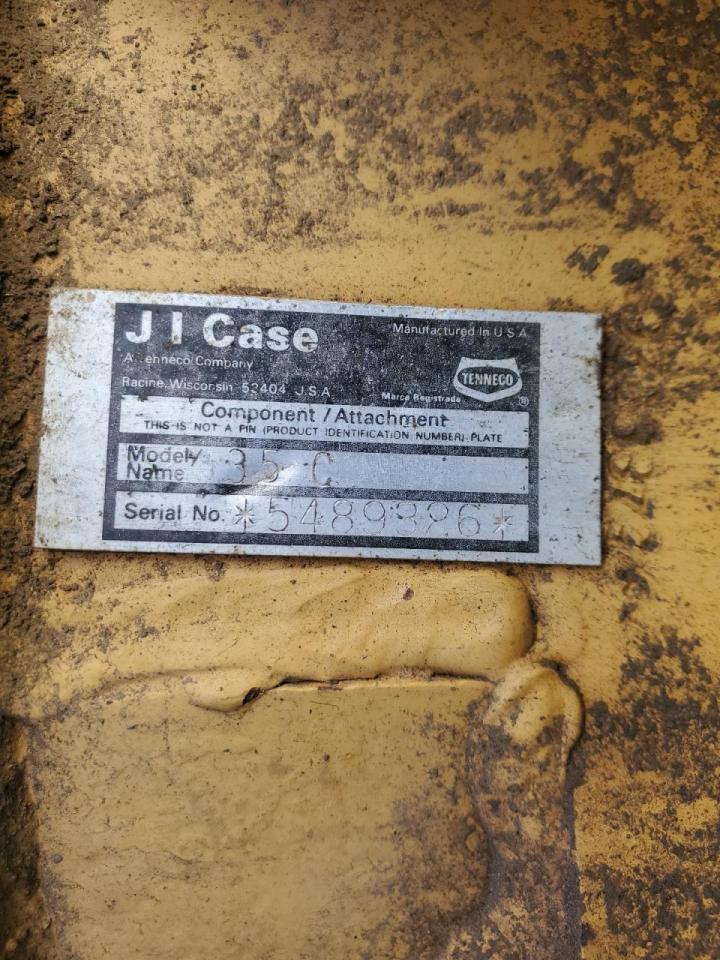 J I Case
Manufactured In U S A
A Tenneco Company
Racine, Wisconsin 53404 U.S.A.
TENNECO
®
Marca Registrada
Component / Attachment
THIS IS NOT A PIN (PRODUCT IDENTIFICATION NUMBER) PLATE
Model/
Name 35 C
Serial No.